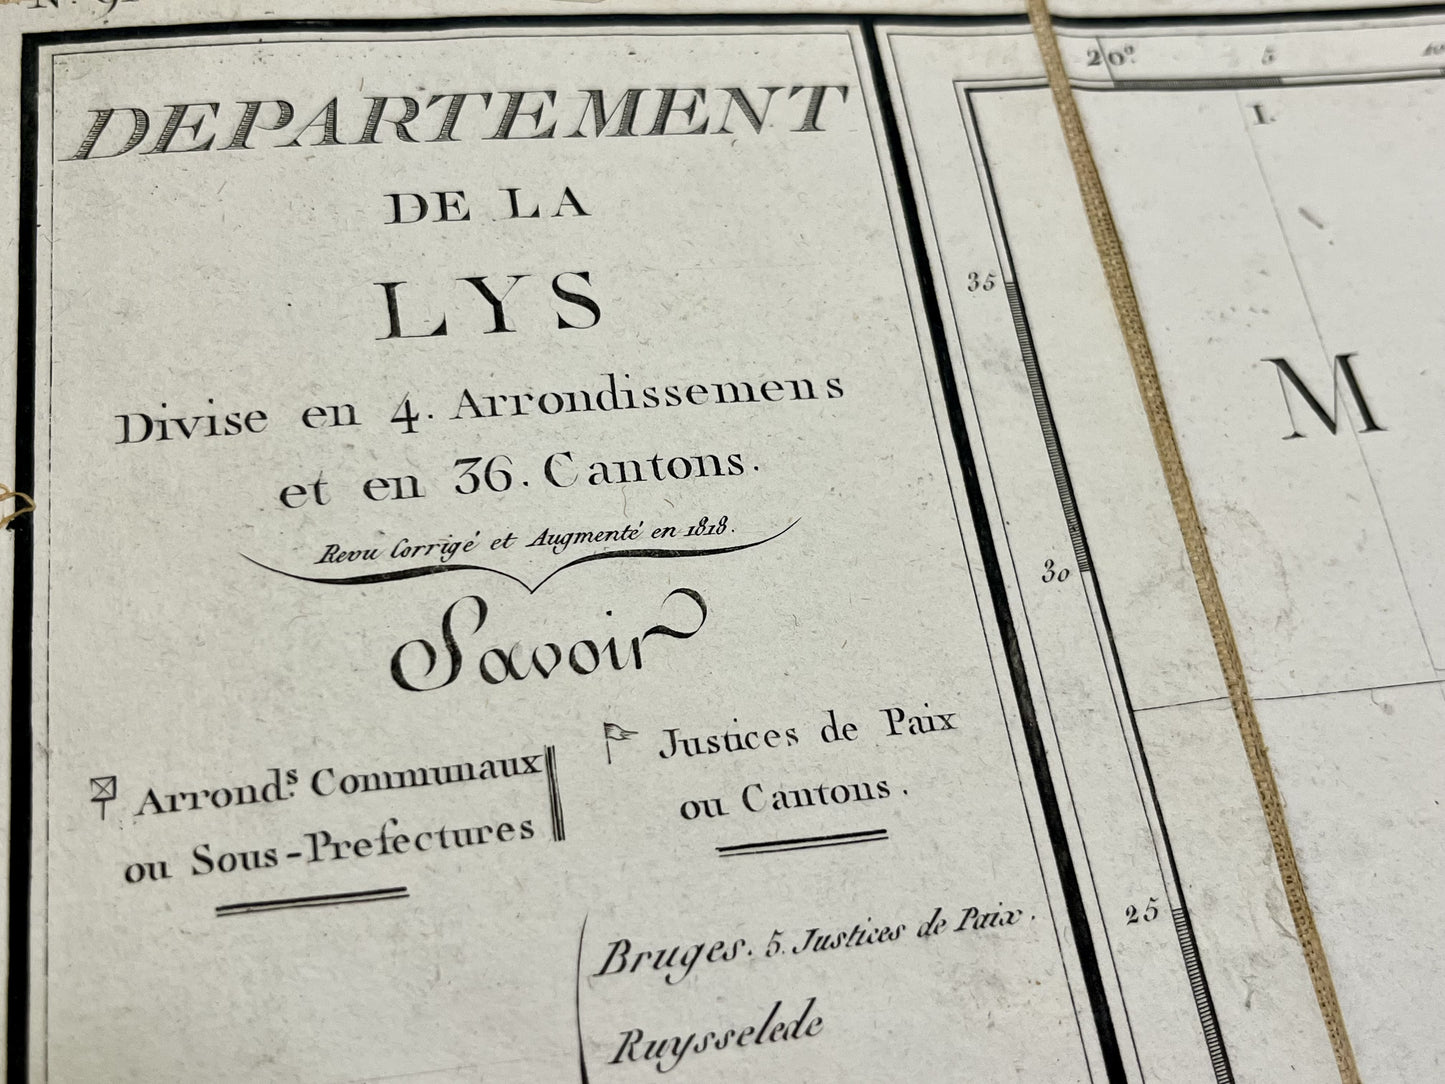 DEPARTEMENT
DE LA
LYS
Divise en 4. Arrondissemens
et en 36. Cantons.
Revu Corrigé et Augmenté en 1818.
Savoir
Arrond.s Communaux
ou Sous-Prefectures
Justices de Paix
ou Cantons.
Bruges. 5. Justices de Paix.
Ruysselede
20°.
5
I.
35
M
30
25